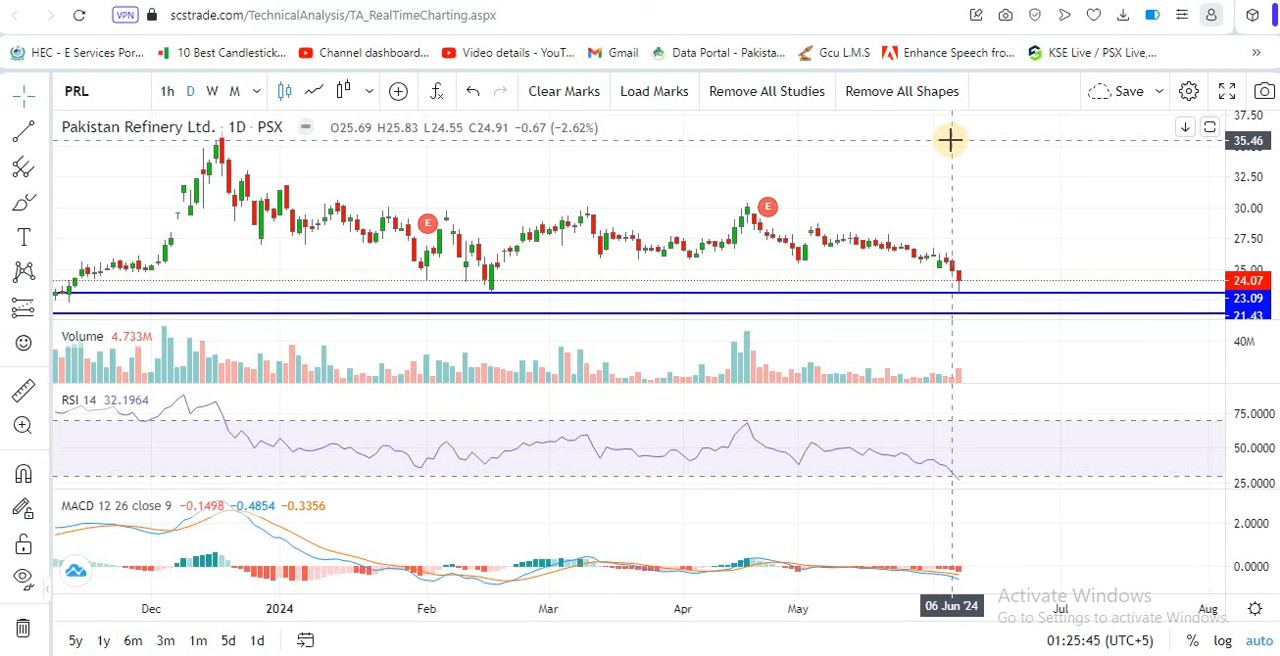 VPN scstrade.com/TechnicalAnalysis/TA_RealTimeCharting.aspx
HEC - E Services Por... 10 Best Candlestick... Channel dashboard... Video details - YouT... Gmail Data Portal - Pakista... Gcu L.M.S Enhance Speech fro... KSE Live / PSX Live,... »
PRL 1h D W M Clear Marks Load Marks Remove All Studies Remove All Shapes Save
Pakistan Refinery Ltd. · 1D · PSX O25.69 H25.83 L24.55 C24.91 −0.67 (−2.62%)
37.50
35.46
32.50
30.00
27.50
25.00
24.07
23.09
21.43
E
E
Volume 4.733M
40M
RSI 14 32.1964
75.0000
50.0000
25.0000
MACD 12 26 close 9 −0.1498 −0.4854 −0.3356
2.0000
0.0000
Dec 2024 Feb Mar Apr May 06 Jun '24 Jul Aug
Activate Windows
Go to Settings to activate Windows.
5y 1y 6m 3m 1m 5d 1d 01:25:45 (UTC+5) % log auto